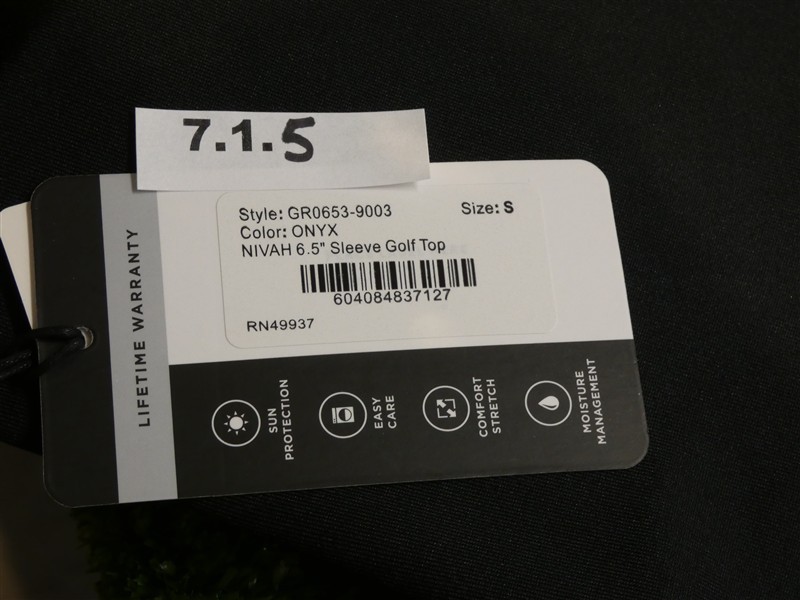 7.1.5
Style: GR0653-9003 Size: S
Color: ONYX
NIVAH 6.5" Sleeve Golf Top
604084837127
RN49937
LIFETIME WARRANTY
SUN
PROTECTION
EASY
CARE
COMFORT
STRETCH
MOISTURE
MANAGEMENT